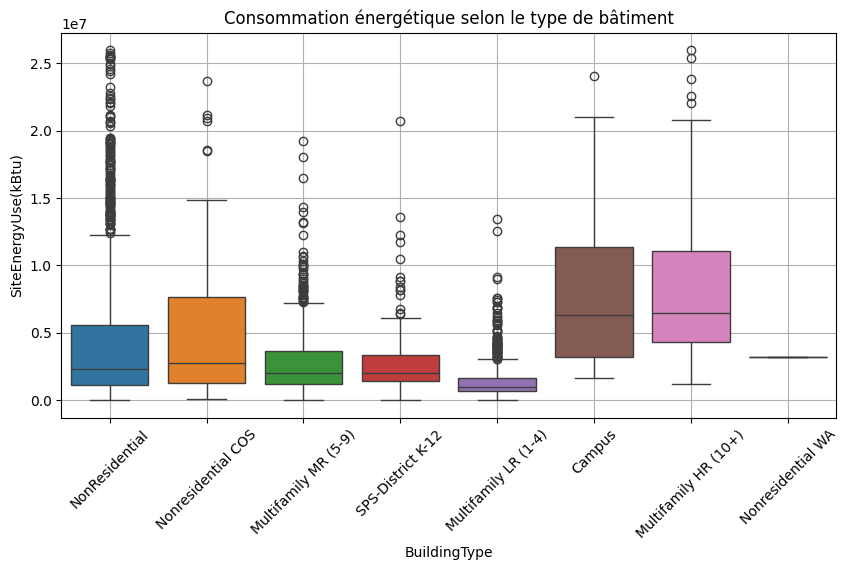 Consommation énergétique selon le type de bâtiment
1e7
2.5
2.0
1.5
1.0
0.5
0.0
SiteEnergyUse(kBtu)
NonResidential
Nonresidential COS
Multifamily MR (5-9)
SPS-District K-12
Multifamily LR (1-4)
Campus
Multifamily HR (10+)
Nonresidential WA
BuildingType